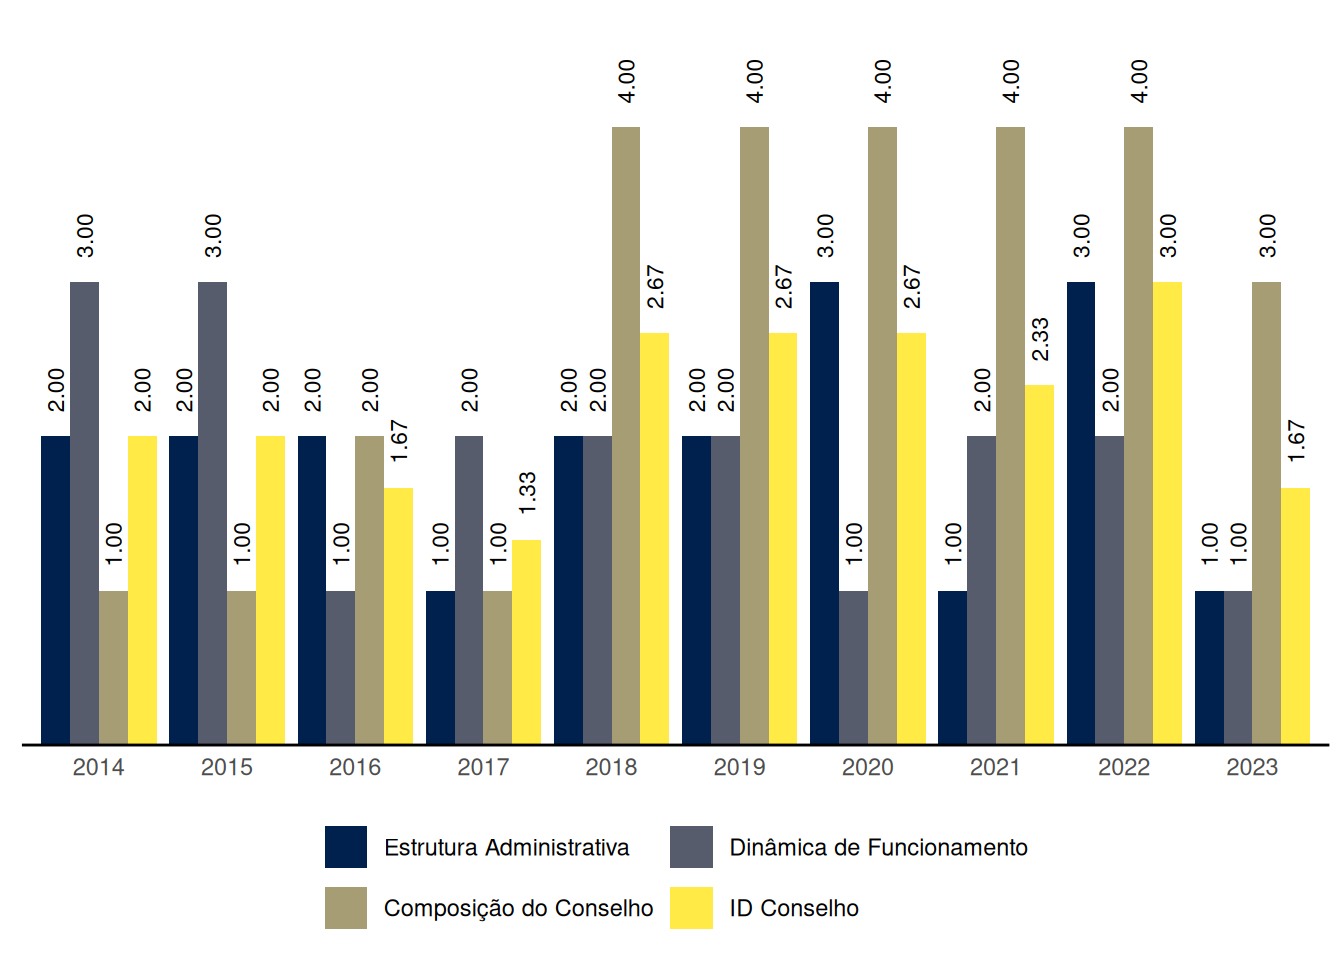 4.00 4.00 4.00 4.00 4.00
3.00 3.00 3.00 3.00 3.00 3.00
2.67 2.67 2.67
2.33
2.00 2.00 2.00 2.00 2.00 2.00 2.00 2.00 2.00 2.00 2.00 2.00 2.00
1.67 1.67
1.33
1.00 1.00 1.00 1.00 1.00 1.00 1.00 1.00 1.00
2014 2015 2016 2017 2018 2019 2020 2021 2022 2023
Estrutura Administrativa Dinâmica de Funcionamento
Composição do Conselho ID Conselho